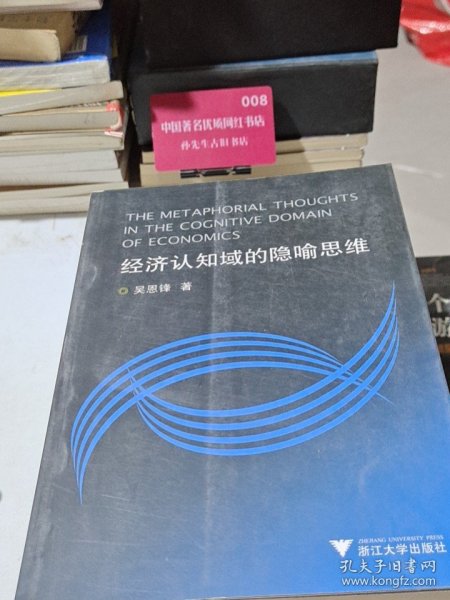 008
中国著名优质网红书店
孙先生古旧书店
THE METAPHORIAL THOUGHTS
IN THE COGNITIVE DOMAIN
OF ECONOMICS
经济认知域的隐喻思维
吴恩锋 著
ZHEJIANG UNIVERSITY PRESS
浙江大学出版社
孔夫子旧书网
www.kongfz.com